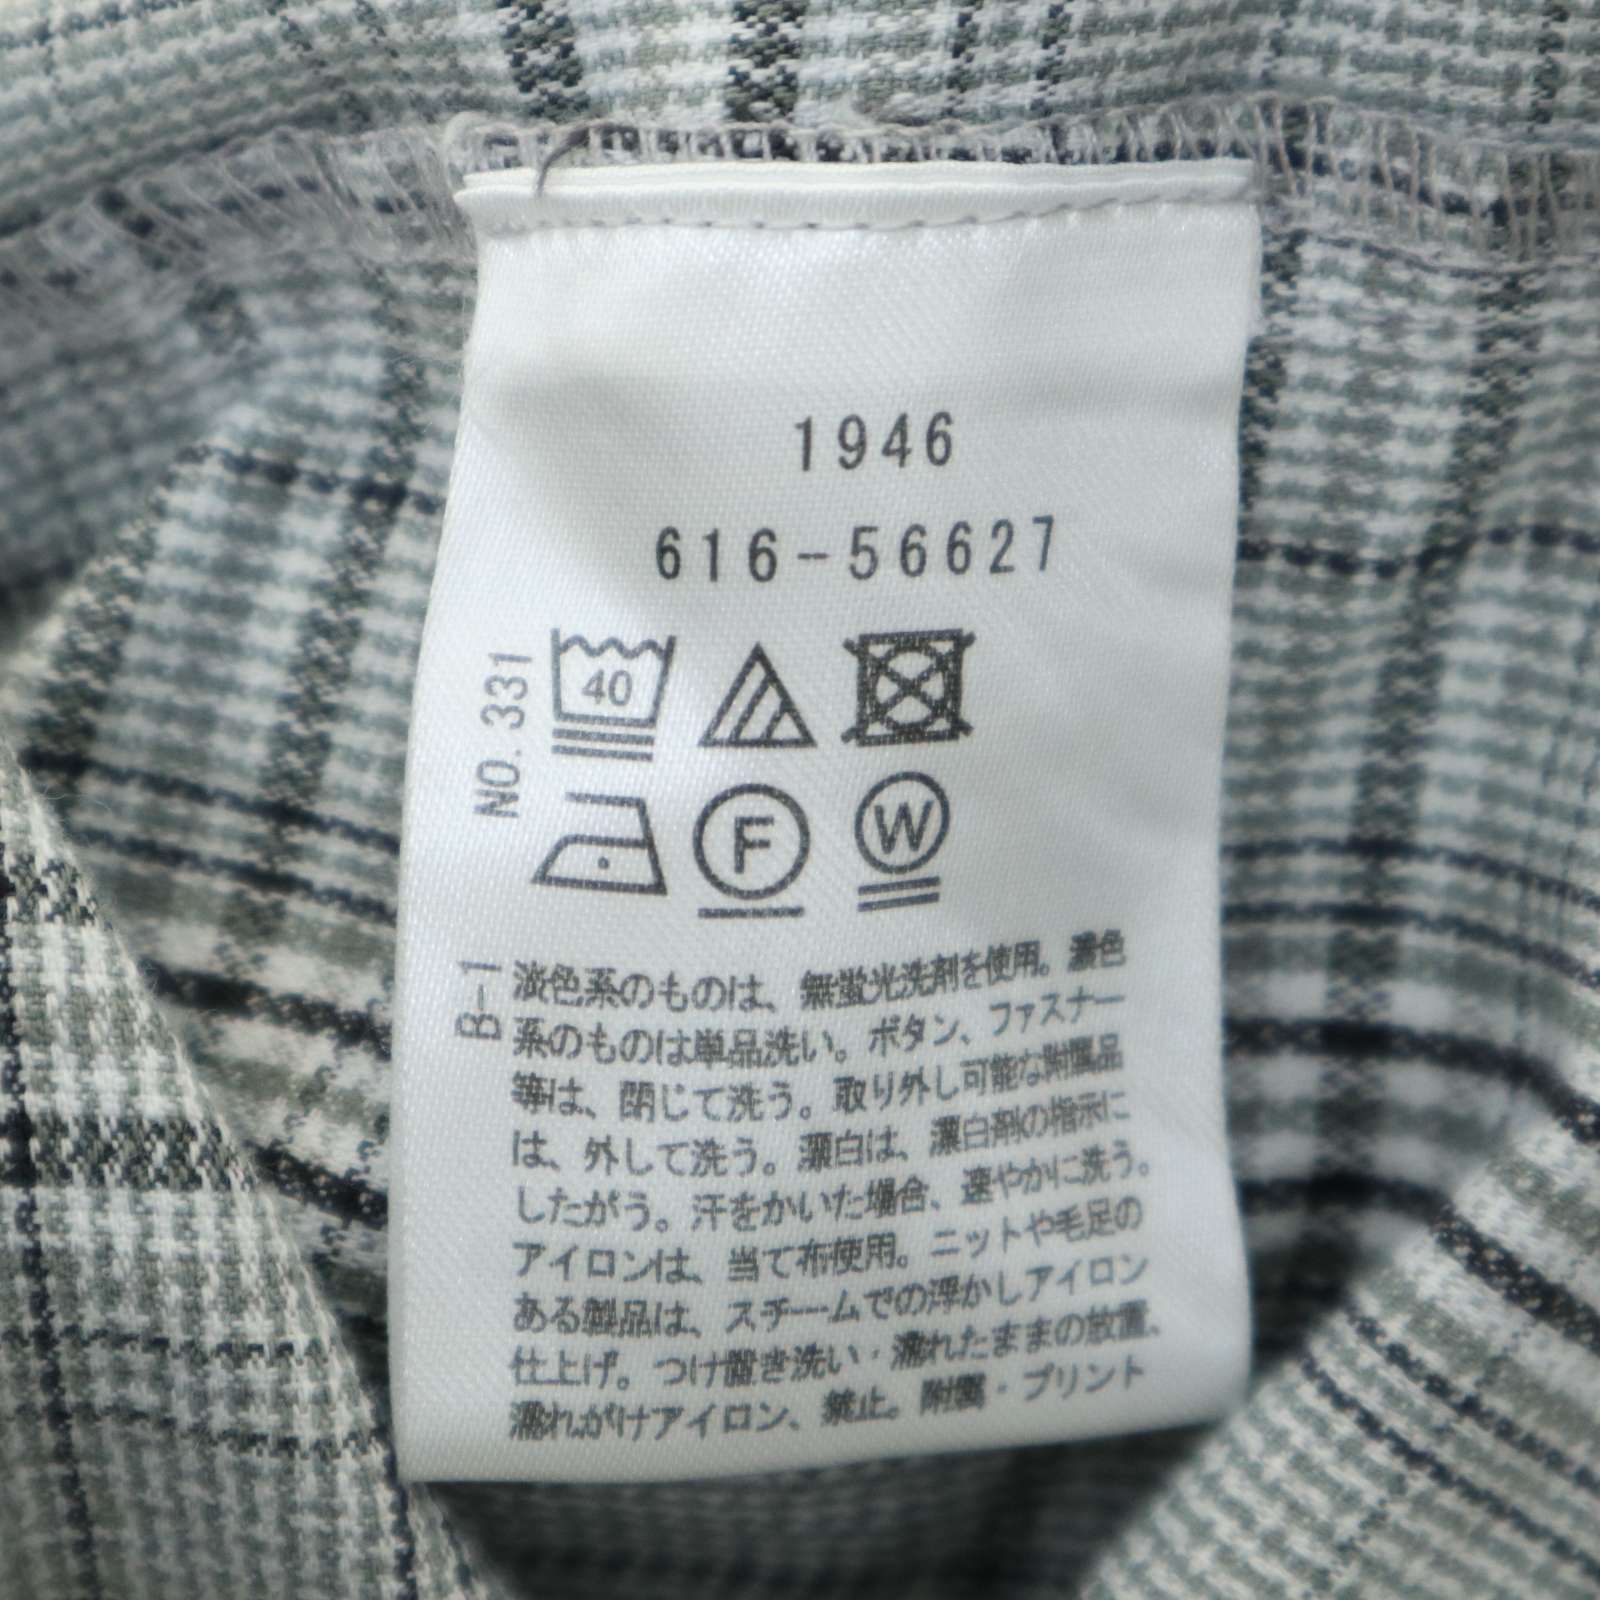 1946
616-56627
NO. 331
40
F
W
B-1
淡色系のものは、無蛍光洗剤を使用。濃色
系のものは単品洗い。ボタン、ファスナー
等は、閉じて洗う。取り外し可能な附属品
は、外して洗う。漂白は、漂白剤の指示に
したがう。汗をかいた場合、速やかに洗う。
アイロンは、当て布使用。ニットや毛足の
ある製品は、スチームでの浮かしアイロン
仕上げ。つけ置き洗い・濡れたままの放置、
濡れがけアイロン、禁止。附属・プリント